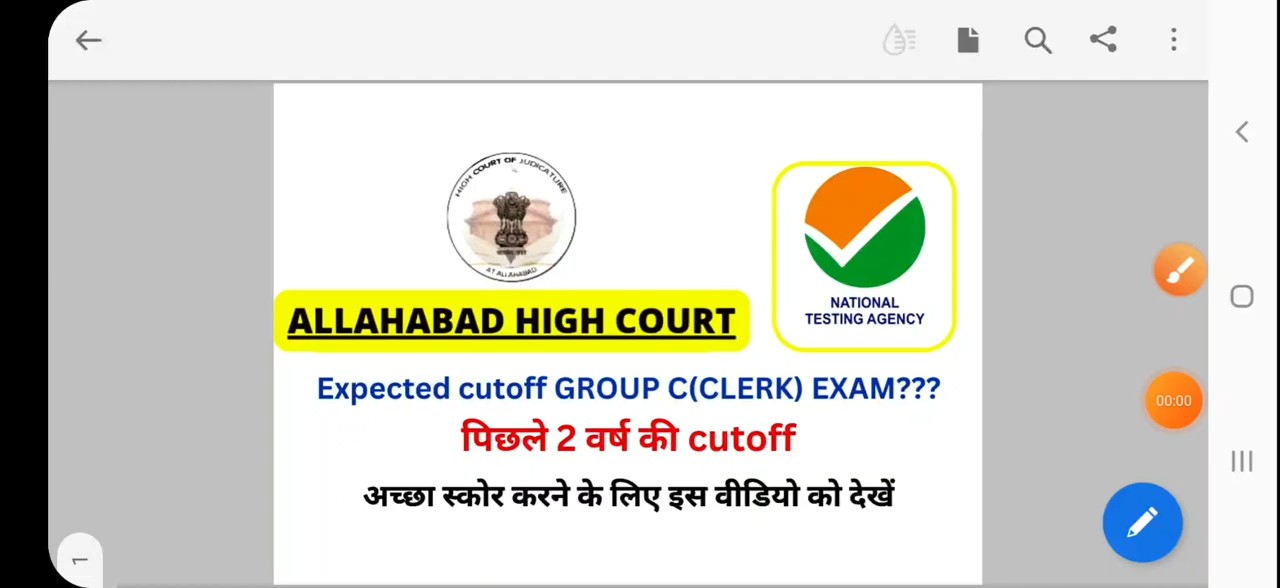 HIGH COURT OF JUDICATURE
AT ALLAHABAD
ALLAHABAD HIGH COURT
NATIONAL
TESTING AGENCY
Expected cutoff GROUP C(CLERK) EXAM???
पिछले 2 वर्ष की cutoff
अच्छा स्कोर करने के लिए इस वीडियो को देखें
00:00
1